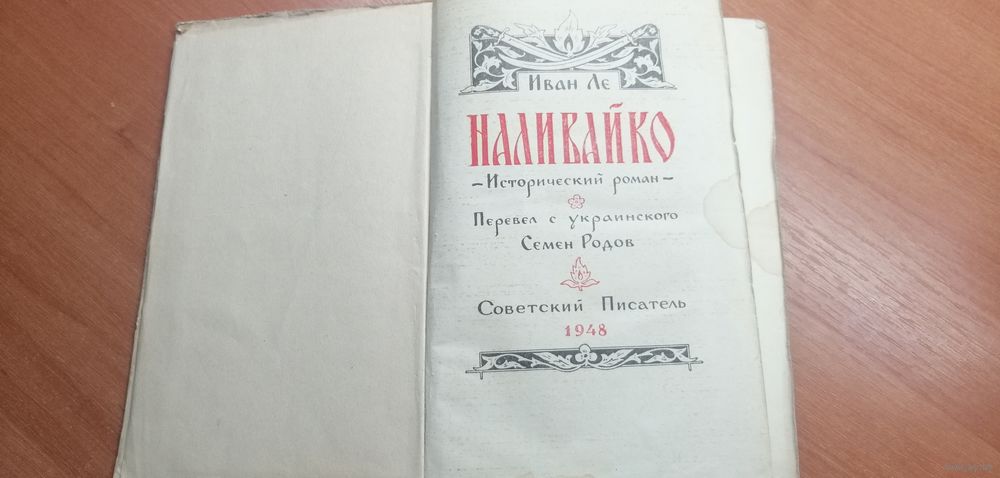 Иван Ле
НАЛИВАЙКО
—Исторический роман—
Перевел с украинского
Семен Родов
Советский Писатель
1948